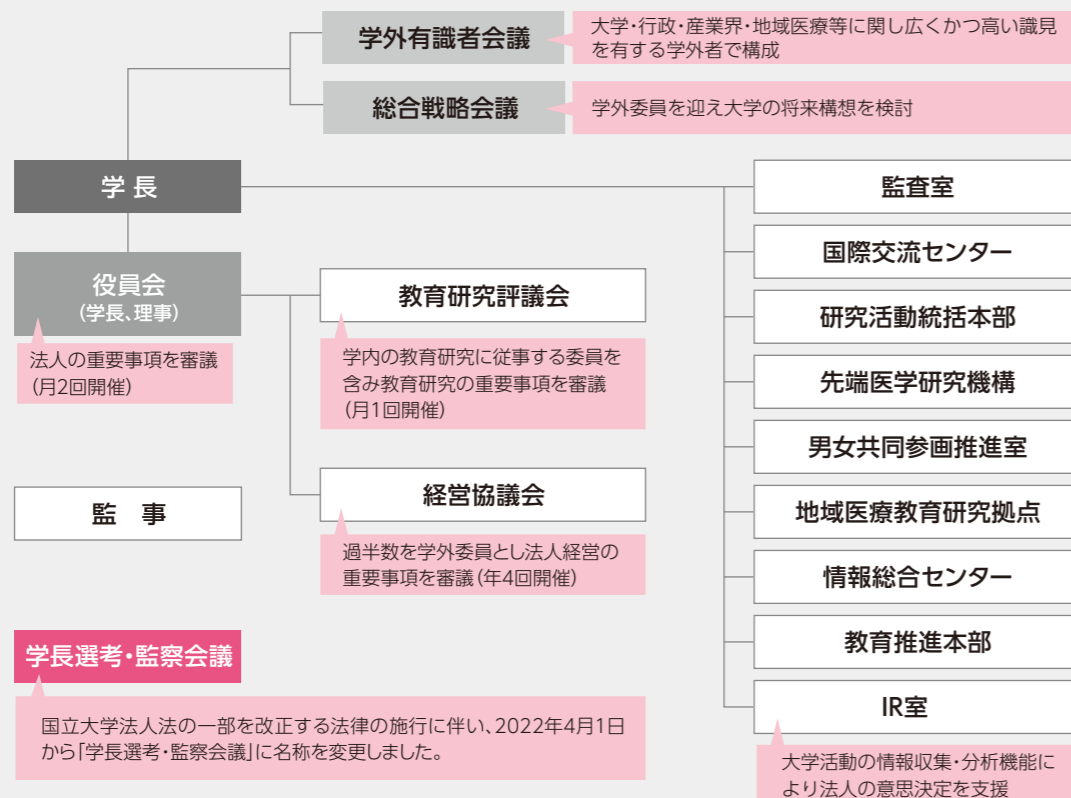 学外有識者会議
大学・行政・産業界・地域医療等に関し広くかつ高い識見
を有する学外者で構成
総合戦略会議
学外委員を迎え大学の将来構想を検討
学 長
役員会
(学長、理事)
法人の重要事項を審議
(月2回開催)
教育研究評議会
学内の教育研究に従事する委員を
含み教育研究の重要事項を審議
(月1回開催)
監　事
経営協議会
過半数を学外委員とし法人経営の
重要事項を審議(年4回開催)
学長選考・監察会議
国立大学法人法の一部を改正する法律の施行に伴い、2022年4月1日
から「学長選考・監察会議」に名称を変更しました。
監査室
国際交流センター
研究活動統括本部
先端医学研究機構
男女共同参画推進室
地域医療教育研究拠点
情報総合センター
教育推進本部
IR室
大学活動の情報収集・分析機能に
より法人の意思決定を支援